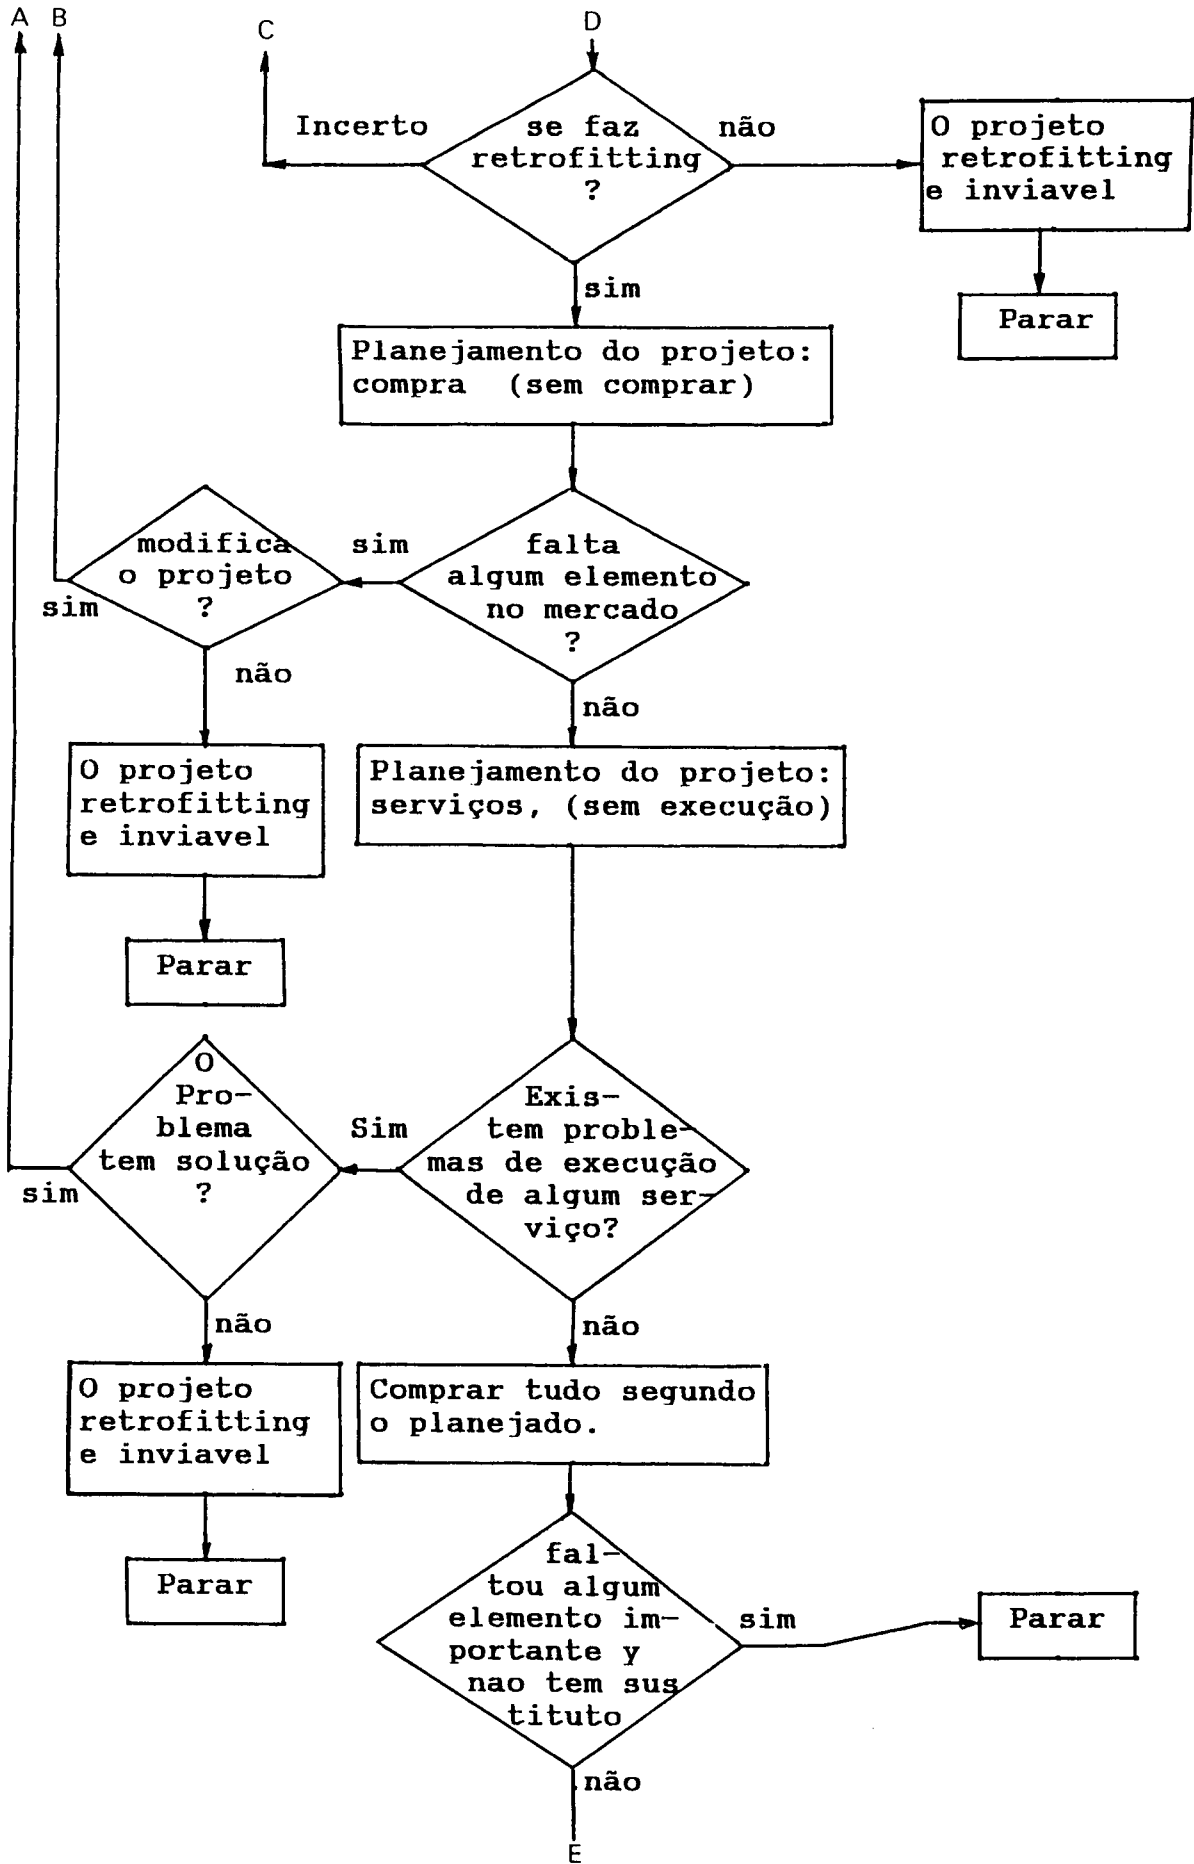 A B
C
D
Incerto
se faz
retrofitting
?
não
O projeto
retrofitting
e inviavel
sim
Parar
Planejamento do projeto:
compra (sem comprar)
modifica
o projeto
?
sim
sim
falta
algum elemento
no mercado
?
não
não
O projeto
retrofitting
e inviavel
Planejamento do projeto:
serviços, (sem execução)
Parar
O
Pro-
blema
tem solução
?
sim
Sim
Exis-
tem proble-
mas de execução
de algum ser-
viço?
não
não
O projeto
retrofitting
e inviavel
Comprar tudo segundo
o planejado.
Parar
fal-
tou algum
elemento im-
portante y
nao tem sus
tituto
sim
Parar
não
E